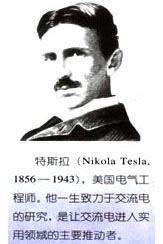 特斯拉（Nikola Tesla,
1856—1943），美国电气工
程师。他一生致力于交流电
的研究，是让交流电进入实
用领域的主要推动者。